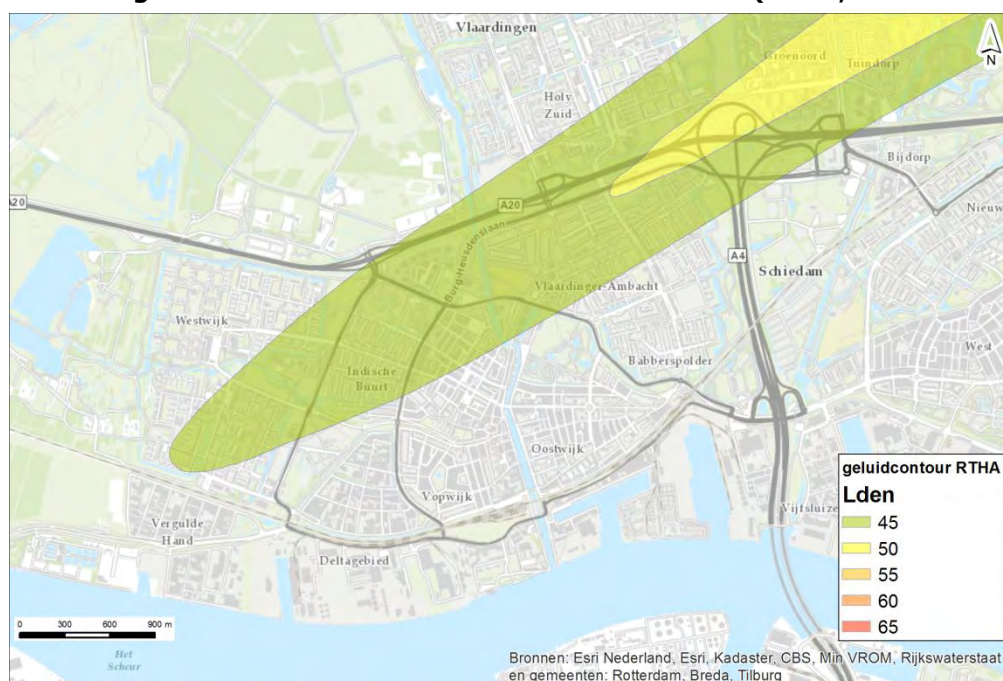 Vlaardingen
Groenoord
Tuindorp
N
Holy
Zuid
Bijdorp
A20
A20
Burg Heusdenslaan
Nieuw
A4
Schiedam
Vlaardinger-Ambacht
Westwijk
West
Babberspolder
Indische
Buurt
Oostwijk
geluidcontour RTHA
Lden
45
50
55
60
65
Vopwijk
Vijtsluizen
Vergulde
Hand
Deltagebied
0 300 600 900 m
Het
Scheur
Bronnen: Esri Nederland, Esri, Kadaster, CBS, Min VROM, Rijkswaterstaat
en gemeenten: Rotterdam, Breda, Tilburg